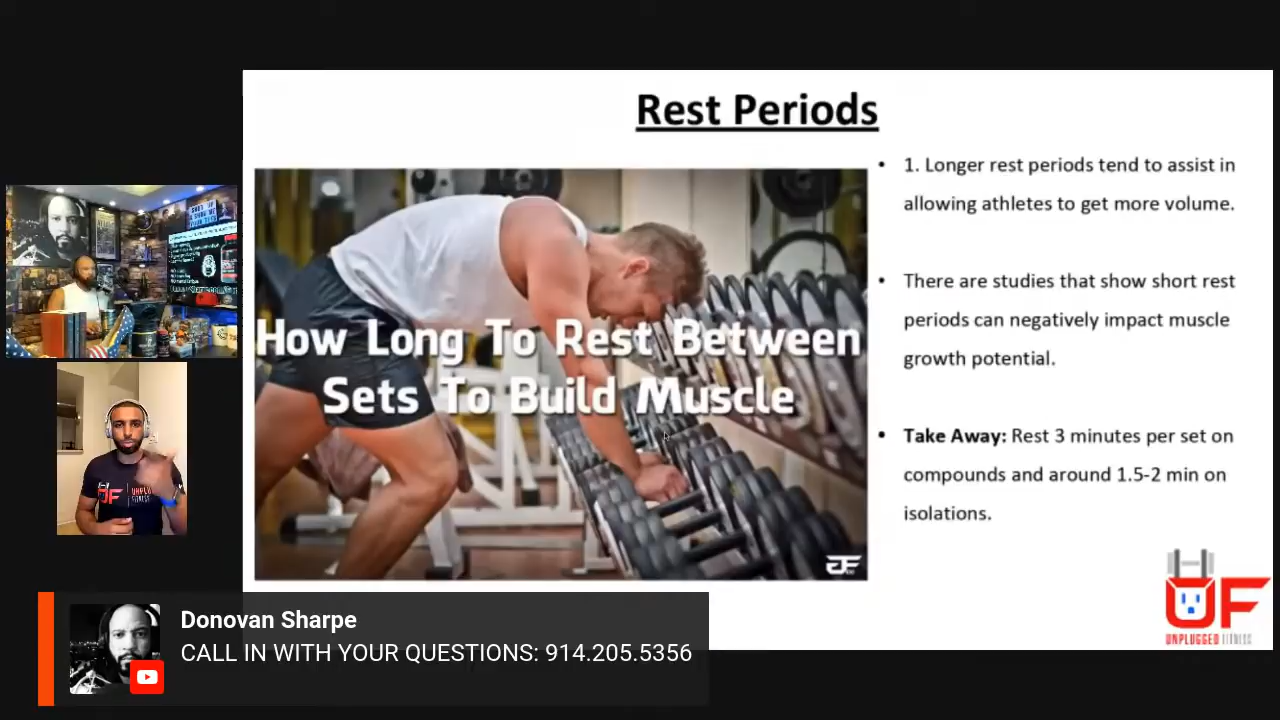 Rest Periods
How Long To Rest Between
Sets To Build Muscle
• 1. Longer rest periods tend to assist in
allowing athletes to get more volume.
• There are studies that show short rest
periods can negatively impact muscle
growth potential.
• Take Away: Rest 3 minutes per set on
compounds and around 1.5-2 min on
isolations.
UF
UNPLUGGED FITNESS
Donovan Sharpe
CALL IN WITH YOUR QUESTIONS: 914.205.5356